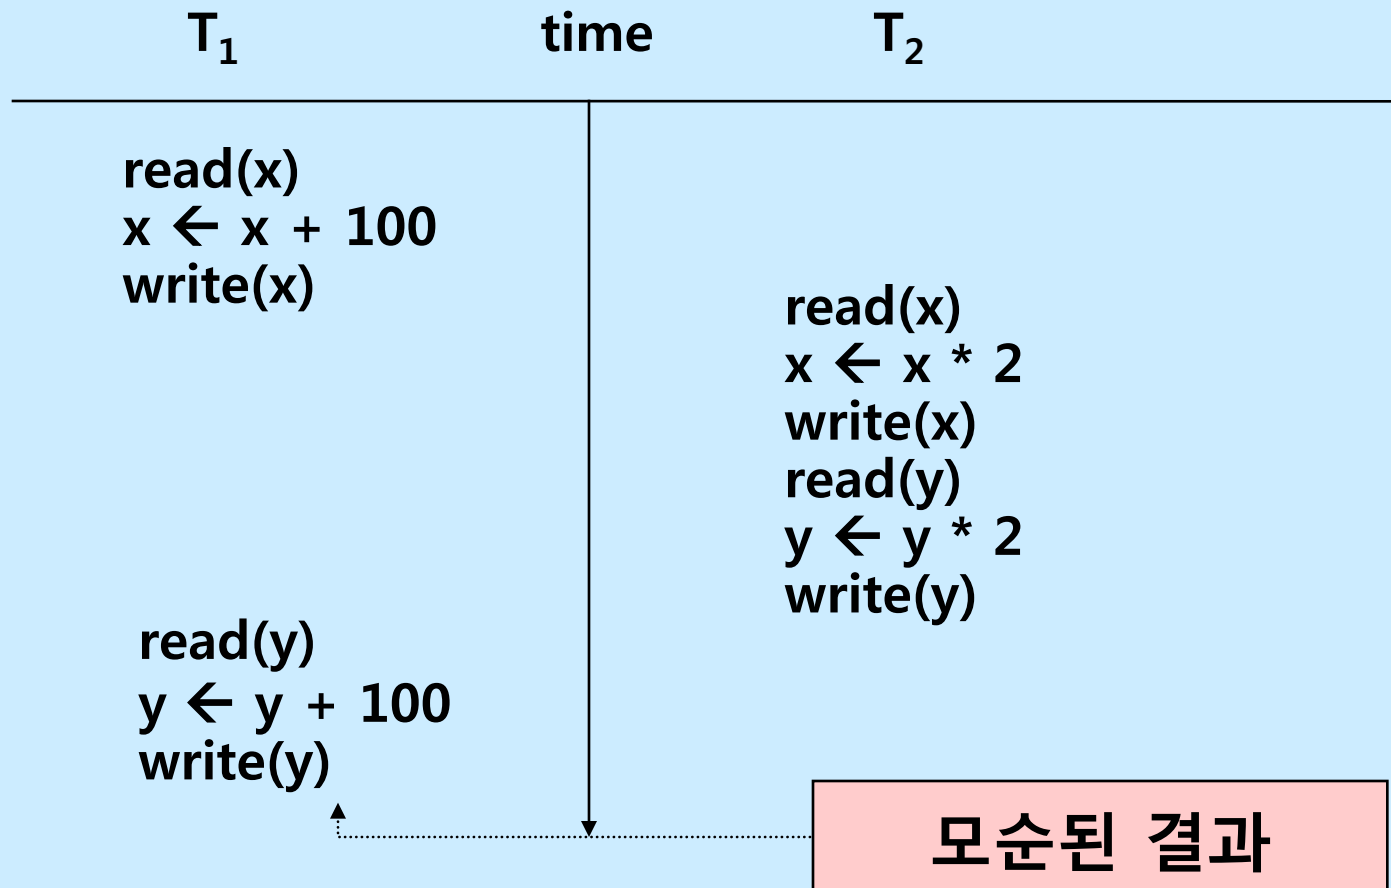 T₁ time T₂
read(x)
x ← x + 100
write(x)
read(x)
x ← x * 2
write(x)
read(y)
y ← y * 2
write(y)
read(y)
y ← y + 100
write(y)
모순된 결과